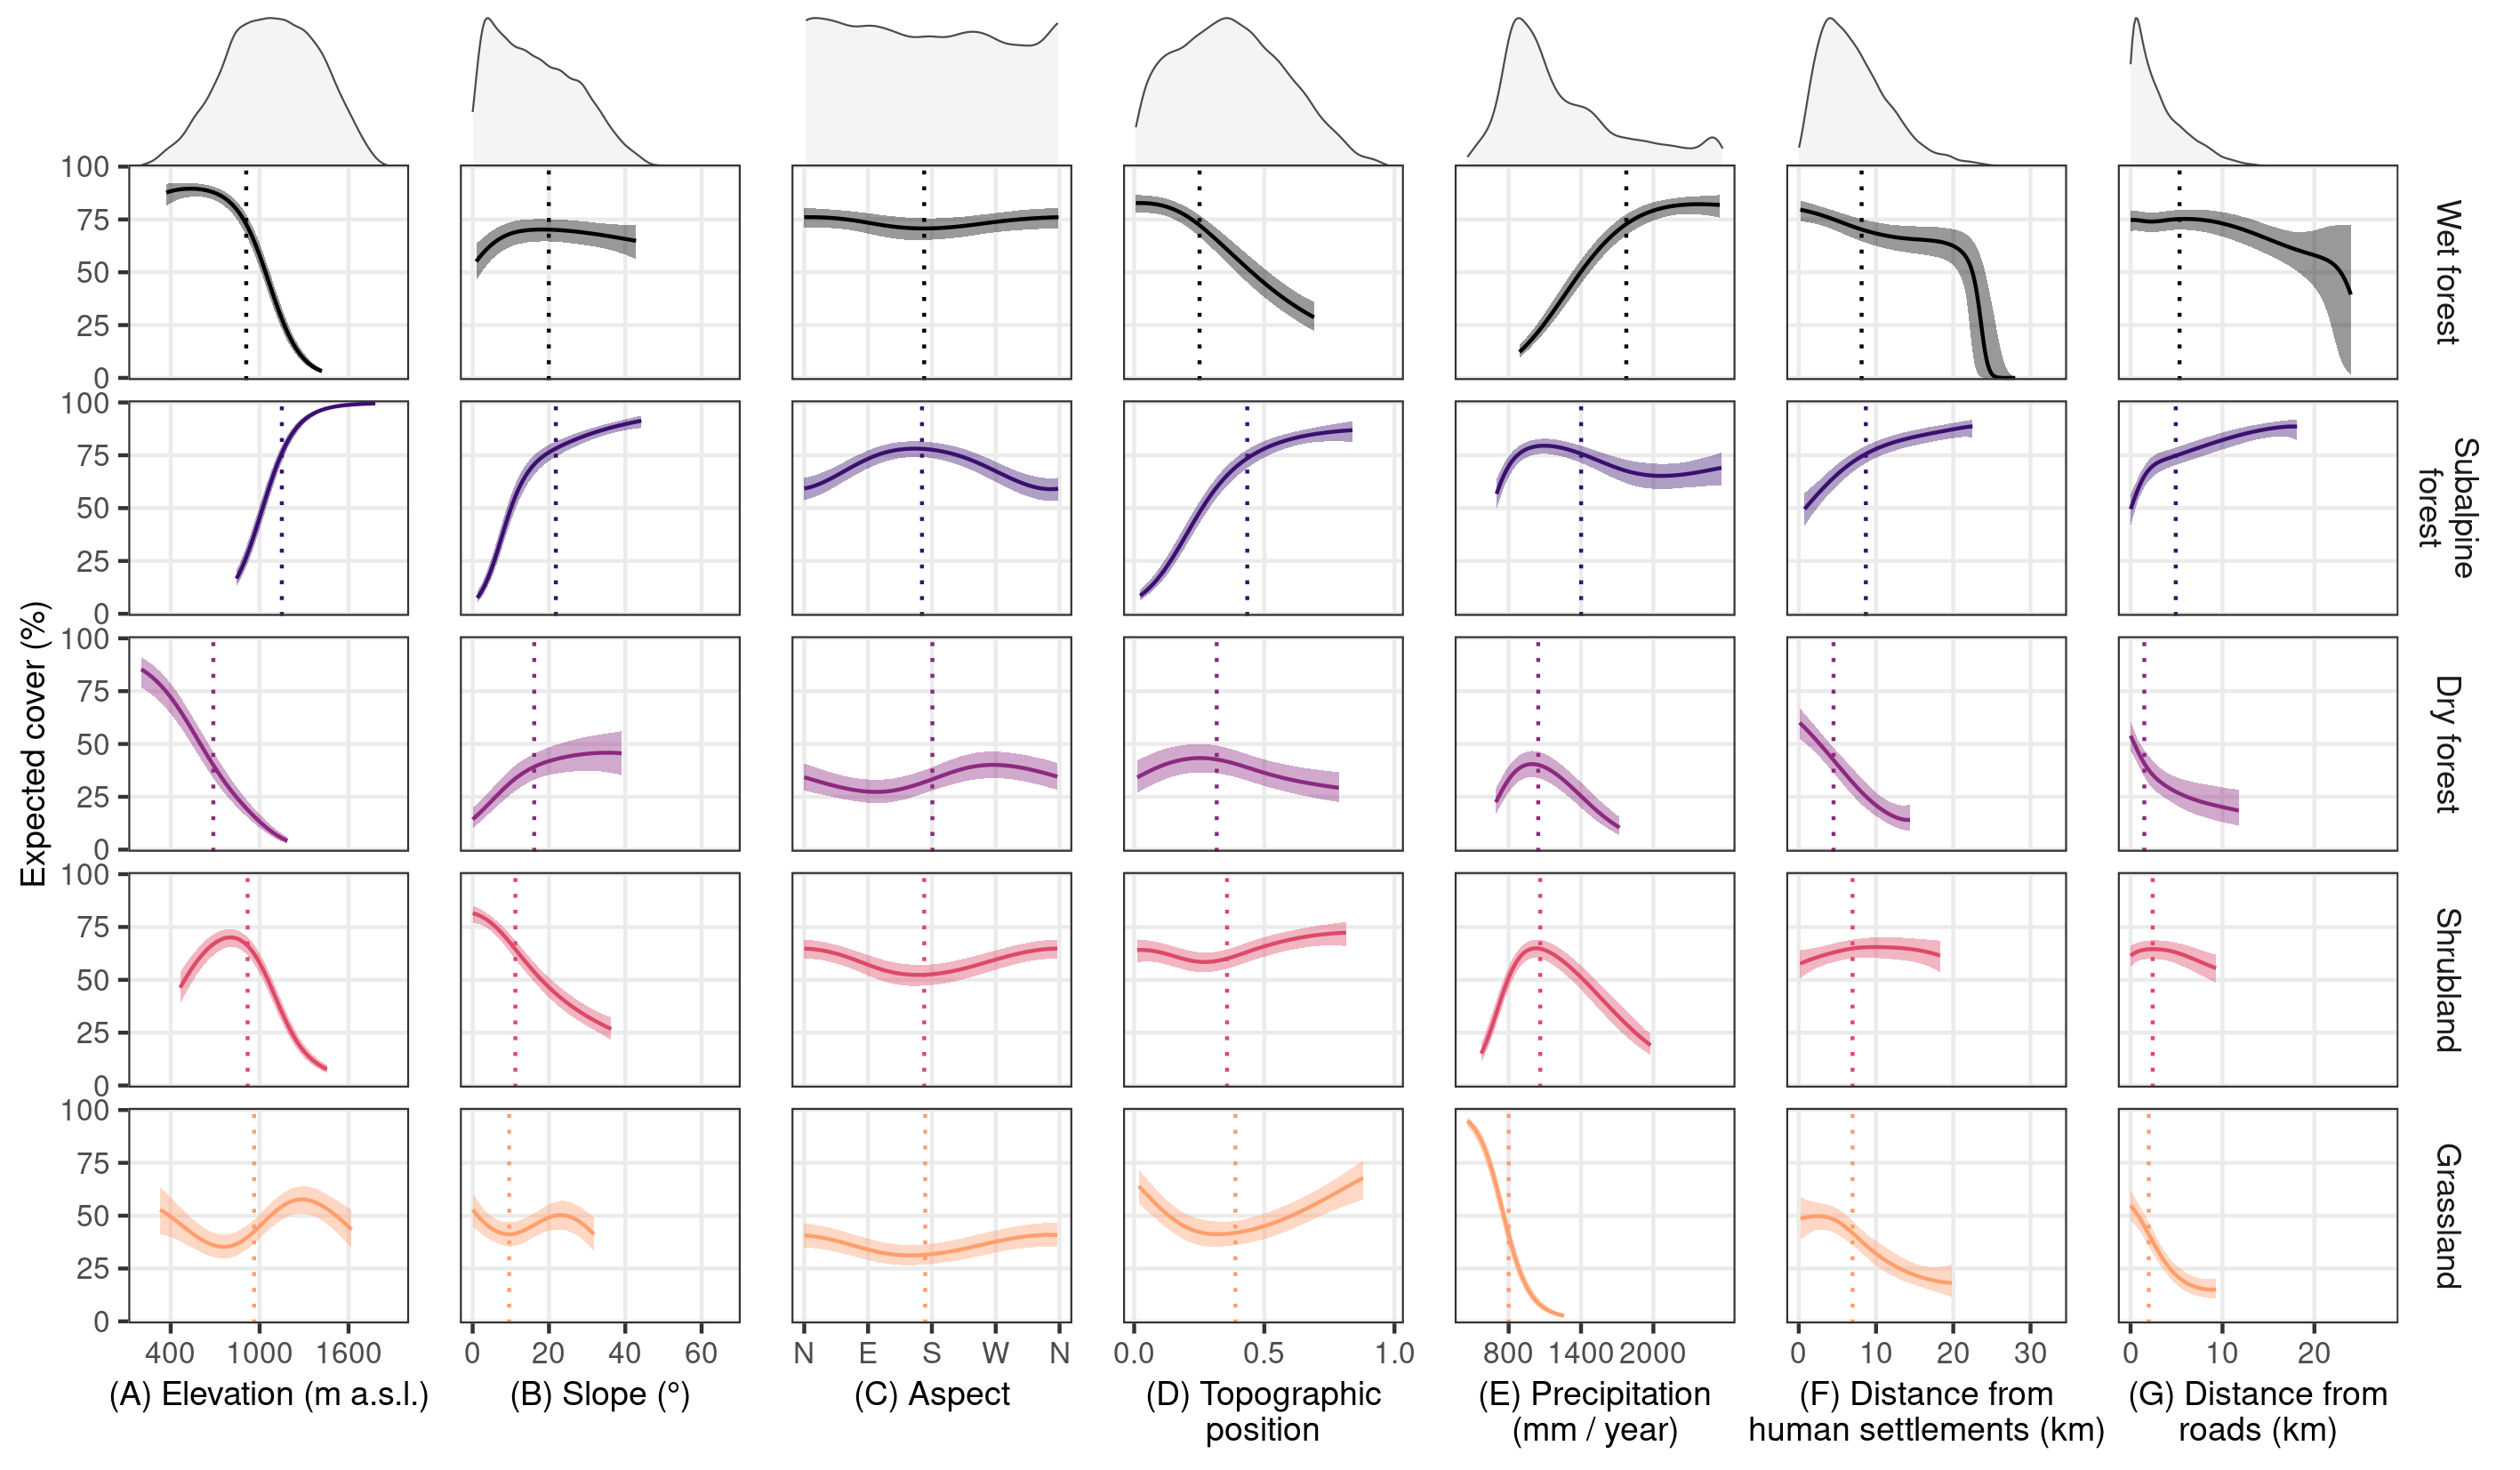 Expected cover (%)
100
75
50
25
0
Wet forest
100
75
50
25
0
Subalpine
forest
100
75
50
25
0
Dry forest
100
75
50
25
0
Shrubland
100
75
50
25
0
Grassland
400 1000 1600
0 20 40 60
N E S W N
0.0 0.5 1.0
800 1400 2000
0 10 20 30
0 10 20
(A) Elevation (m a.s.l.)
(B) Slope (°)
(C) Aspect
(D) Topographic
position
(E) Precipitation
(mm / year)
(F) Distance from
human settlements (km)
(G) Distance from
roads (km)